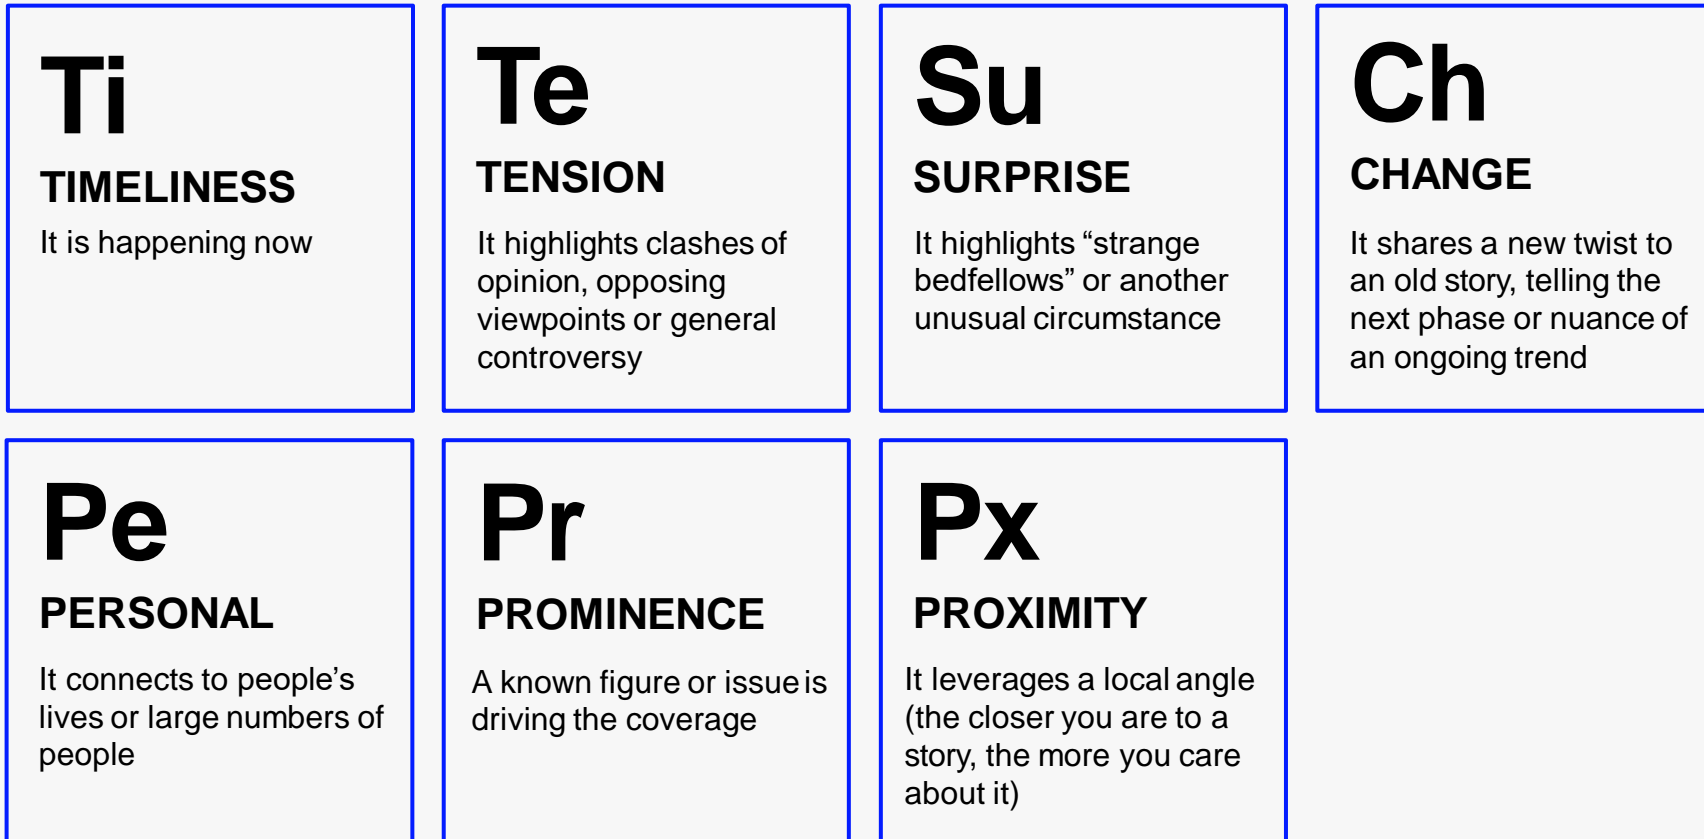 Ti
TIMELINESS
It is happening now
Te
TENSION
It highlights clashes of
opinion, opposing
viewpoints or general
controversy
Su
SURPRISE
It highlights “strange
bedfellows” or another
unusual circumstance
Ch
CHANGE
It shares a new twist to
an old story, telling the
next phase or nuance of
an ongoing trend
Pe
PERSONAL
It connects to people’s
lives or large numbers of
people
Pr
PROMINENCE
A known figure or issue is
driving the coverage
Px
PROXIMITY
It leverages a local angle
(the closer you are to a
story, the more you care
about it)